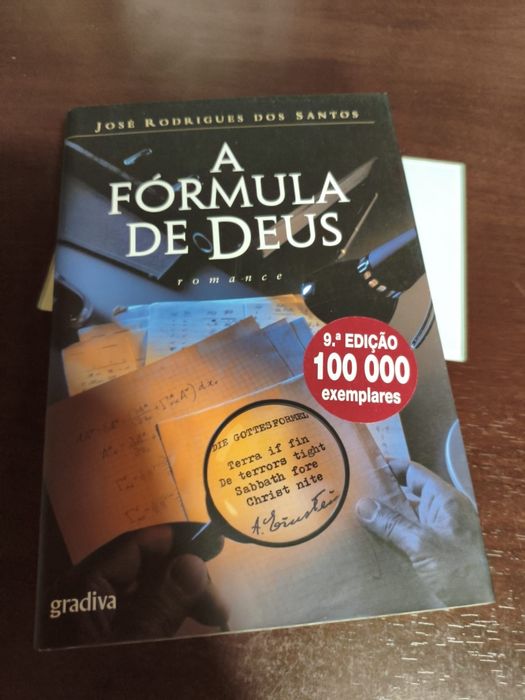 JOSÉ RODRIGUES DOS SANTOS
A
FÓRMULA
DE DEUS
romance
9.ª EDIÇÃO
100 000
exemplares
DIE GOTTESFORMEL
Terra if fin
De terrors tight
Sabbath fore
Christ nite
A. Einstein
gradiva